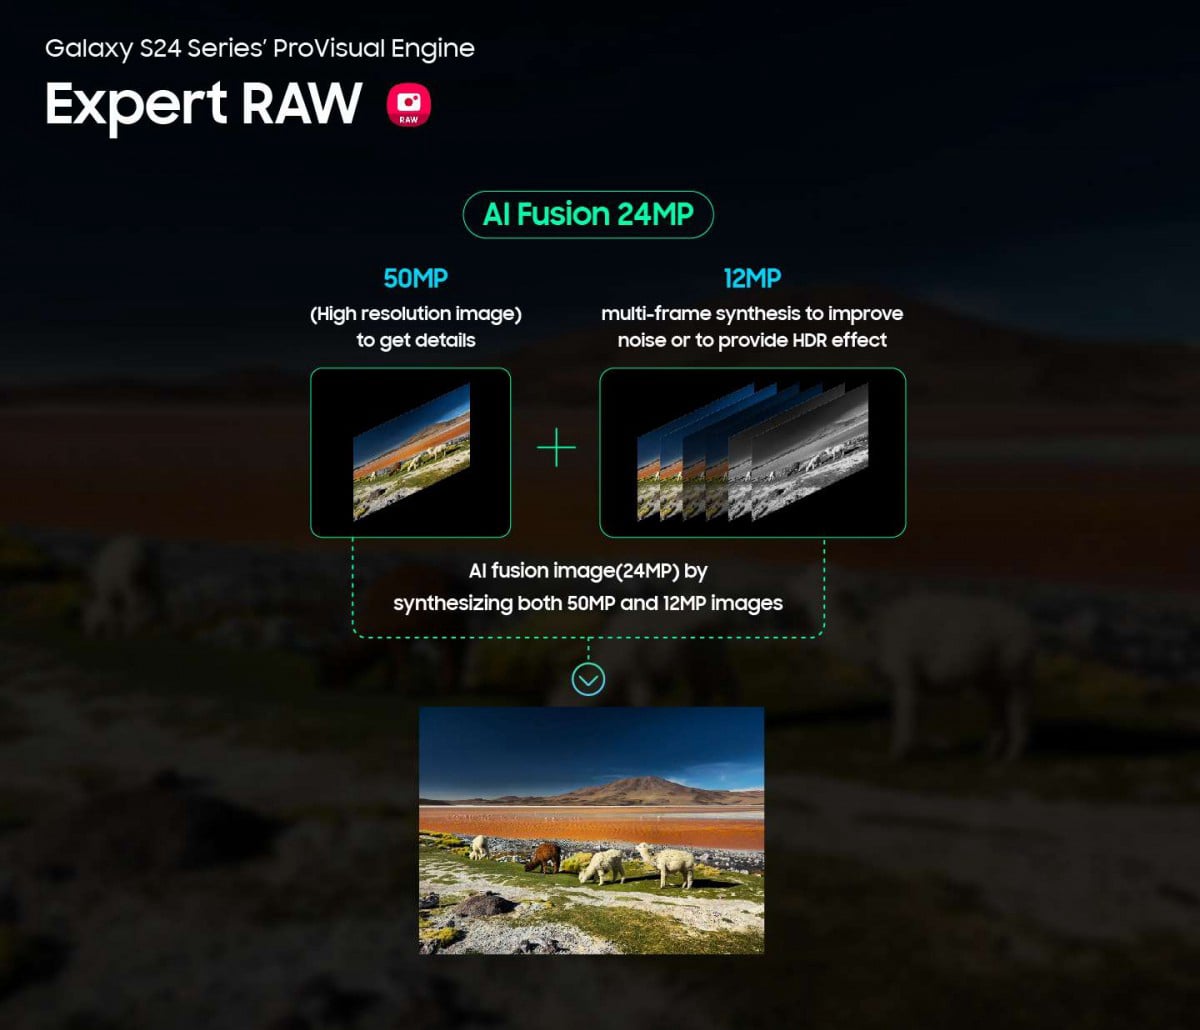 Galaxy S24 Series’ ProVisual Engine
Expert RAW
RAW
AI Fusion 24MP
50MP
(High resolution image)
to get details
12MP
multi-frame synthesis to improve
noise or to provide HDR effect
AI fusion image(24MP) by
synthesizing both 50MP and 12MP images